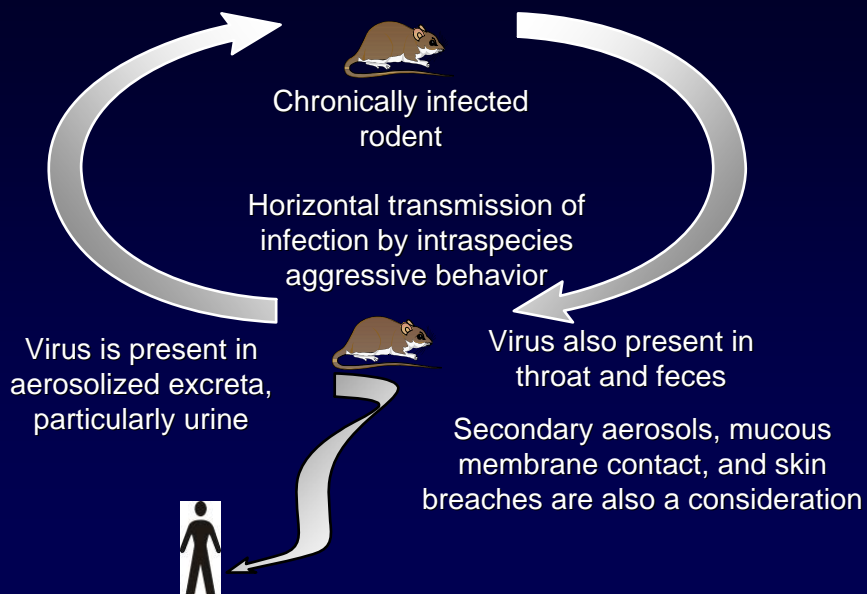 Chronically infected
rodent
Horizontal transmission of
infection by intraspecies
aggressive behavior
Virus is present in
aerosolized excreta,
particularly urine
Virus also present in
throat and feces
Secondary aerosols, mucous
membrane contact, and skin
breaches are also a consideration